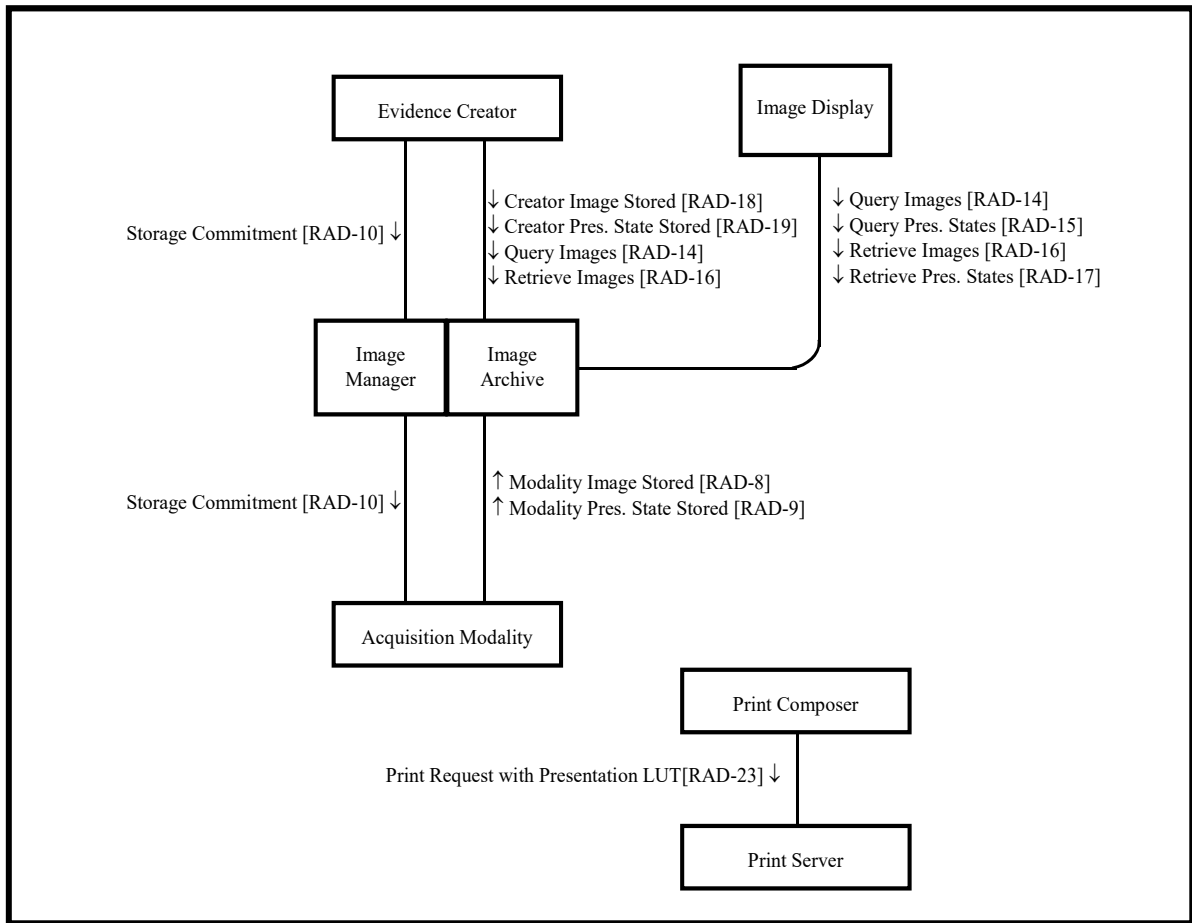 Evidence Creator
Image Display
Storage Commitment [RAD-10] ↓
↓ Creator Image Stored [RAD-18]
↓ Creator Pres. State Stored [RAD-19]
↓ Query Images [RAD-14]
↓ Retrieve Images [RAD-16]
↓ Query Images [RAD-14]
↓ Query Pres. States [RAD-15]
↓ Retrieve Images [RAD-16]
↓ Retrieve Pres. States [RAD-17]
Image
Manager
Image
Archive
Storage Commitment [RAD-10] ↓
↑ Modality Image Stored [RAD-8]
↑ Modality Pres. State Stored [RAD-9]
Acquisition Modality
Print Composer
Print Request with Presentation LUT[RAD-23] ↓
Print Server